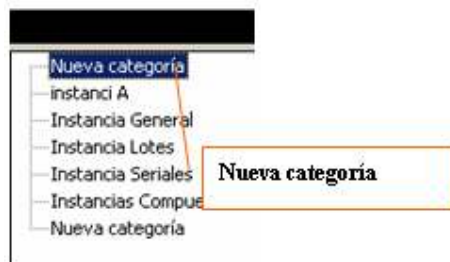 Nueva categoría
instanci A
Instancia General
Instancia Lotes
Instancia Seriales
Instancias Compue
Nueva categoría
Nueva categoría